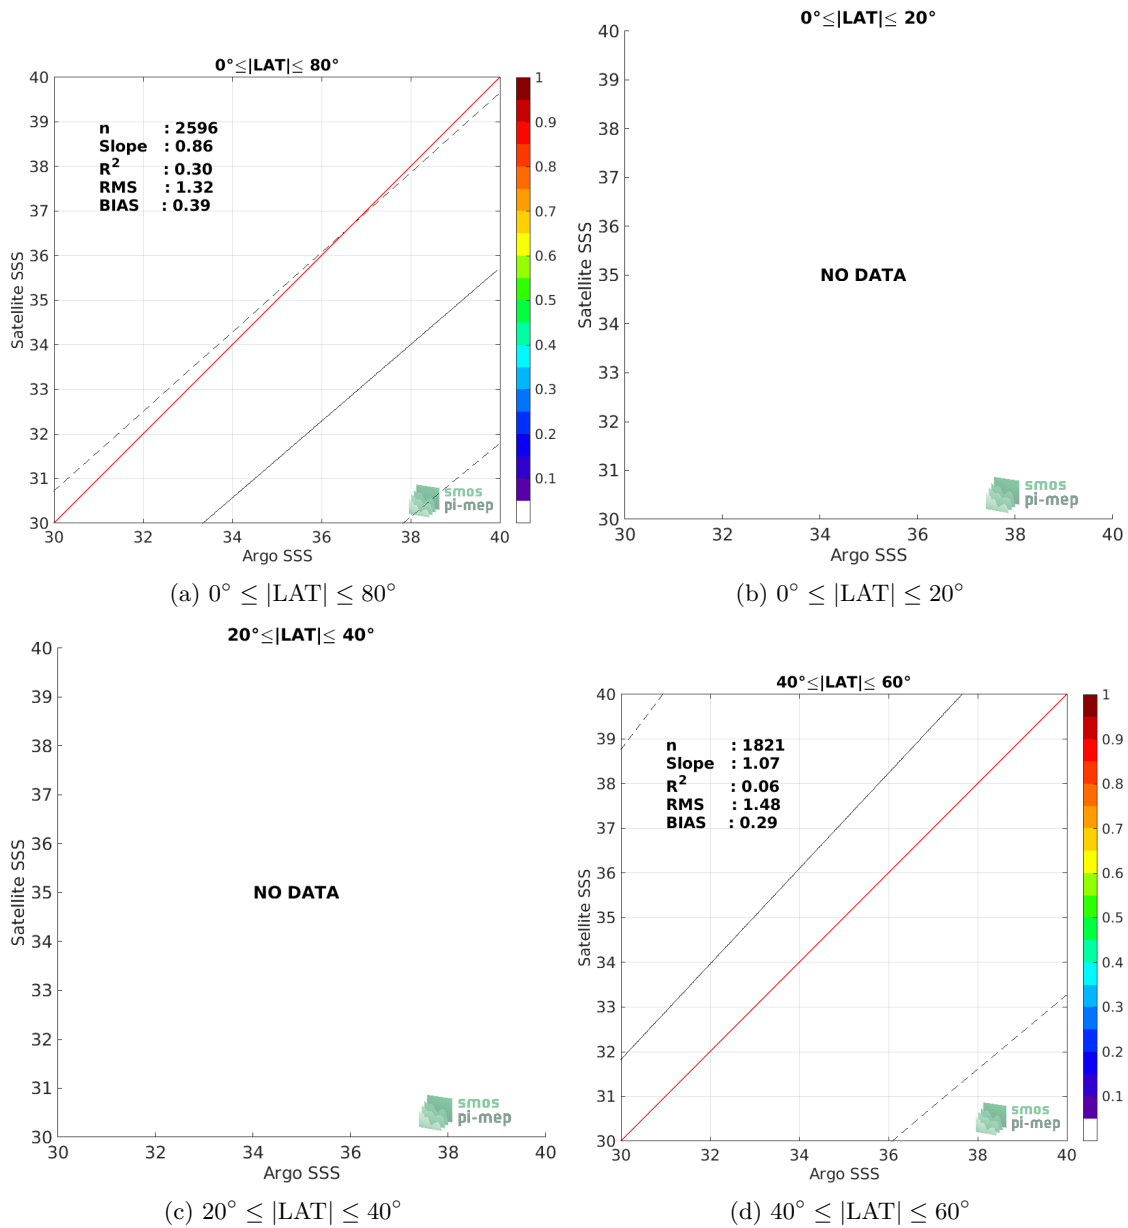 0°≤|LAT|≤ 80°
40
39
38
37
36
35
34
33
32
31
30
30 32 34 36 38 40
Satellite SSS
Argo SSS
n : 2596
Slope : 0.86
R² : 0.30
RMS : 1.32
BIAS : 0.39
1
0.9
0.8
0.7
0.6
0.5
0.4
0.3
0.2
0.1
smos
pi-mep
(a) 0° ≤ |LAT| ≤ 80°
0°≤|LAT|≤ 20°
40
39
38
37
36
35
34
33
32
31
30
30 32 34 36 38 40
Satellite SSS
Argo SSS
NO DATA
smos
pi-mep
(b) 0° ≤ |LAT| ≤ 20°
20°≤|LAT|≤ 40°
40
39
38
37
36
35
34
33
32
31
30
30 32 34 36 38 40
Satellite SSS
Argo SSS
NO DATA
smos
pi-mep
(c) 20° ≤ |LAT| ≤ 40°
40°≤|LAT|≤ 60°
40
39
38
37
36
35
34
33
32
31
30
30 32 34 36 38 40
Satellite SSS
Argo SSS
n : 1821
Slope : 1.07
R² : 0.06
RMS : 1.48
BIAS : 0.29
1
0.9
0.8
0.7
0.6
0.5
0.4
0.3
0.2
0.1
smos
pi-mep
(d) 40° ≤ |LAT| ≤ 60°